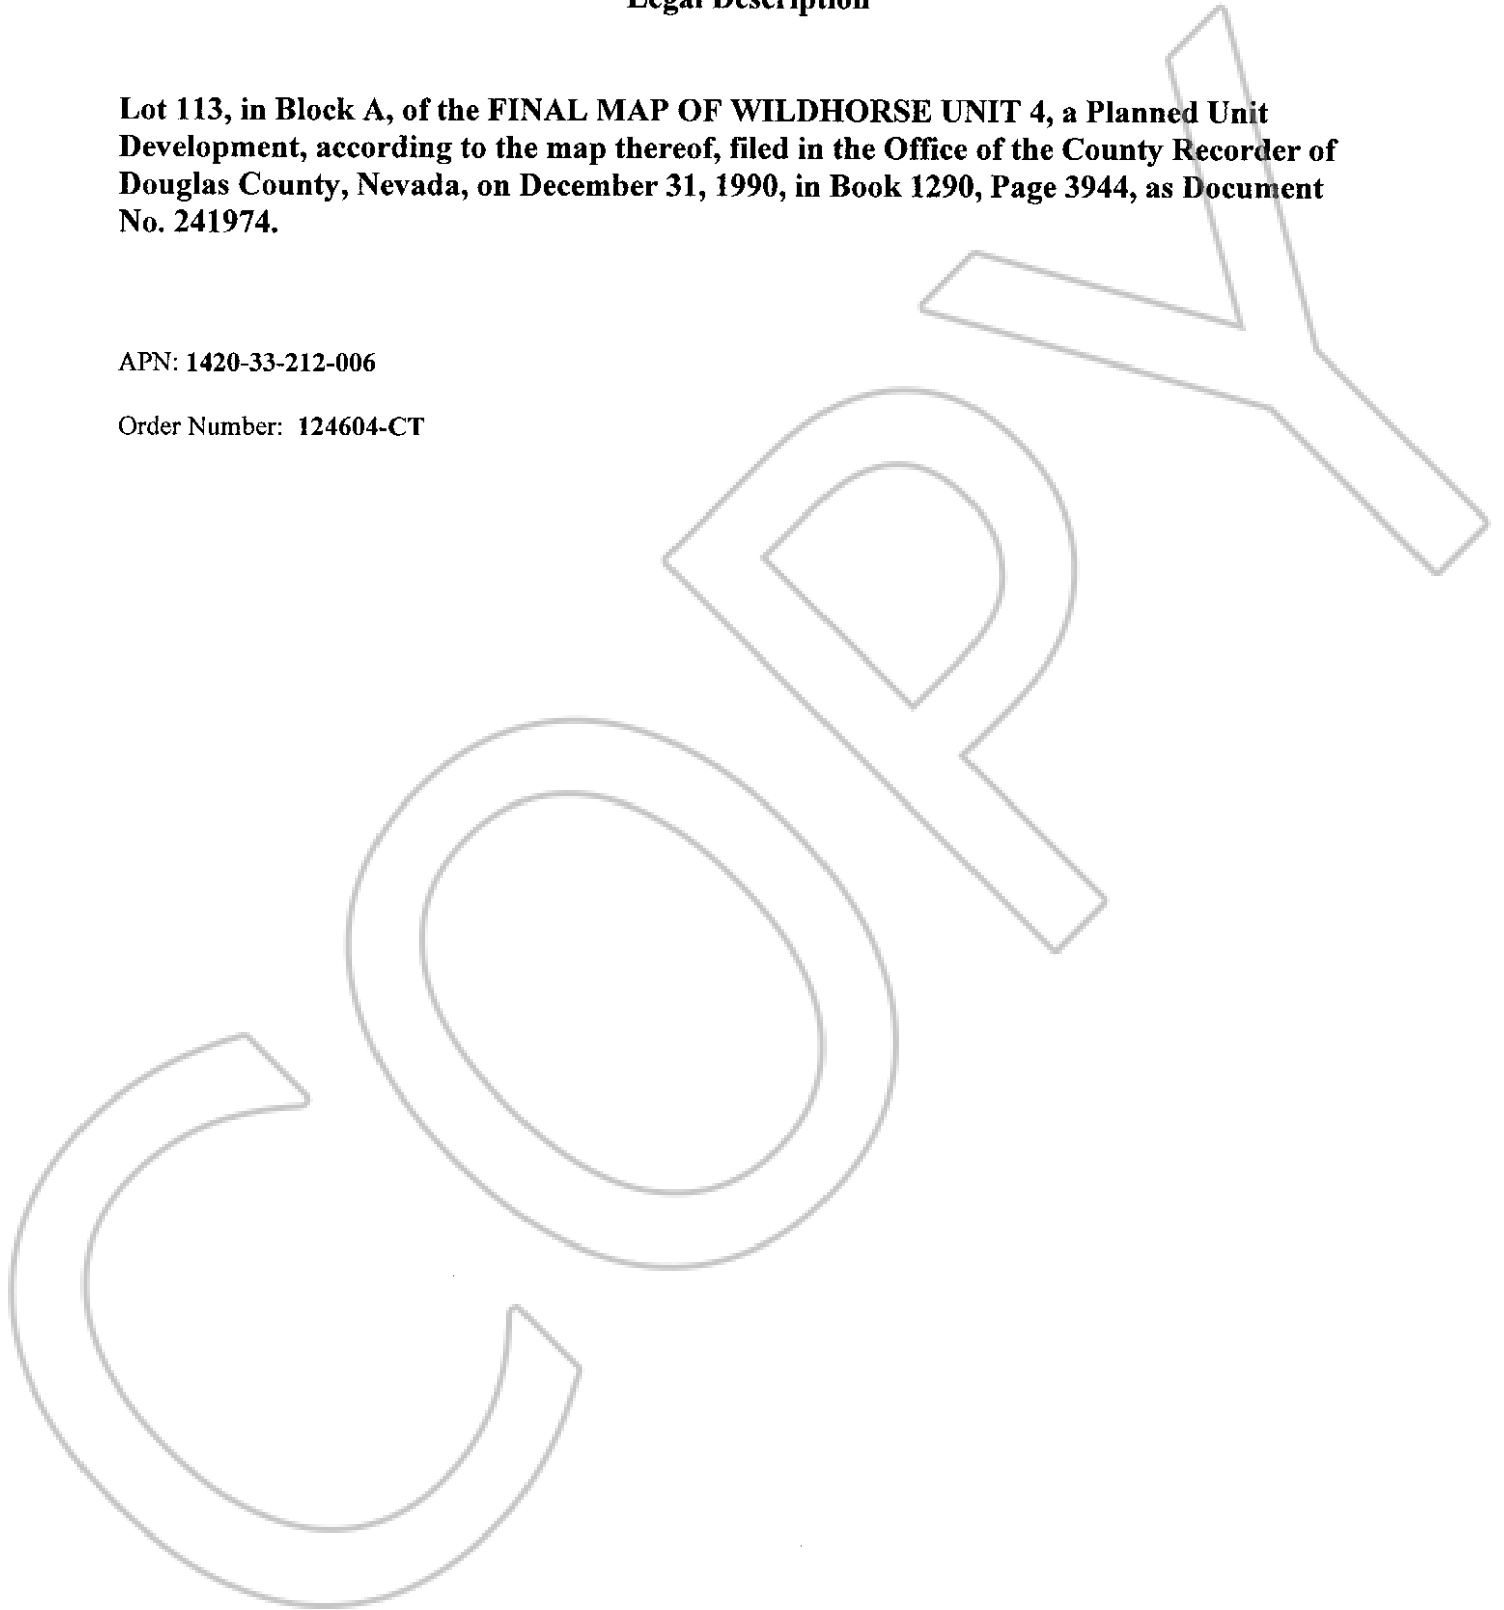 Legal Description
Lot 113, in Block A, of the FINAL MAP OF WILDHORSE UNIT 4, a Planned Unit
Development, according to the map thereof, filed in the Office of the County Recorder of
Douglas County, Nevada, on December 31, 1990, in Book 1290, Page 3944, as Document
No. 241974.
APN: 1420-33-212-006
Order Number: 124604-CT
COPY